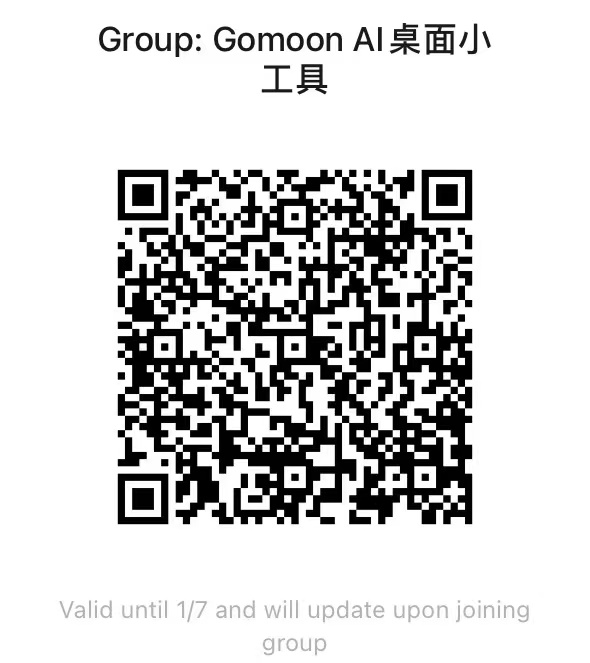 Group: Gomoon AI桌面小
工具
Valid until 1/7 and will update upon joining
group